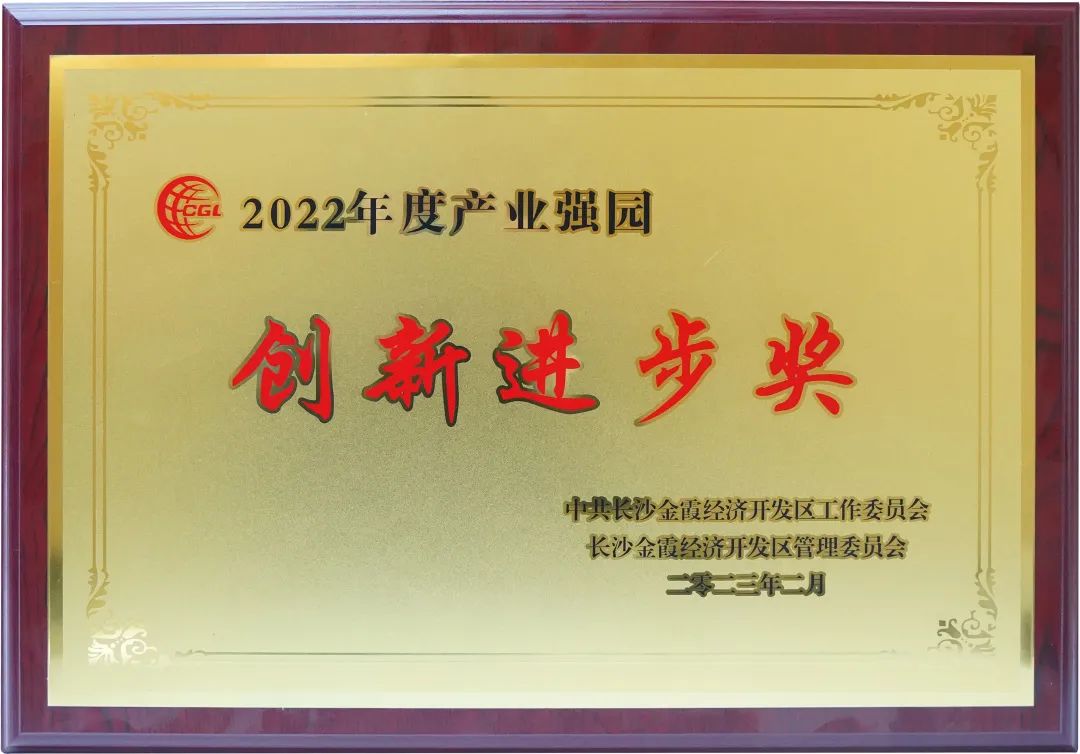 CGL 2022年度产业强园
创新进步奖
中共长沙金霞经济开发区工作委员会
长沙金霞经济开发区管理委员会
二零二三年二月